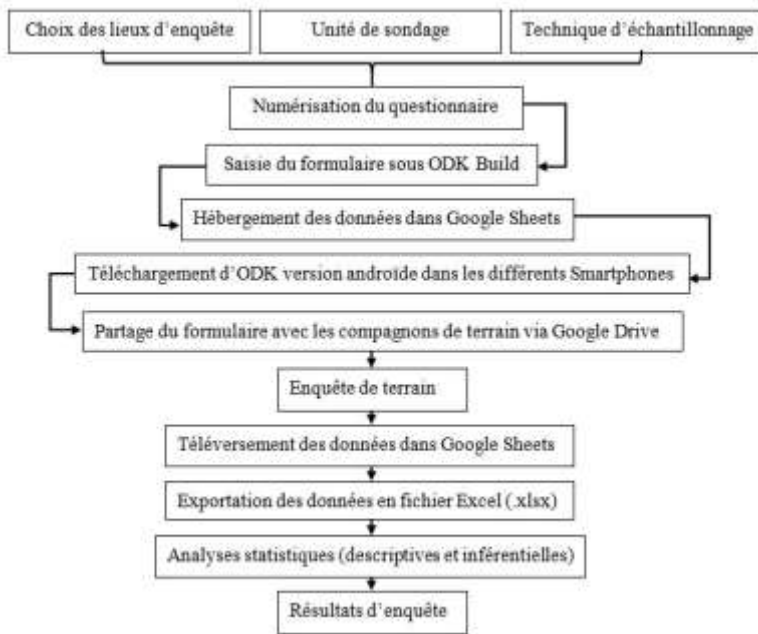 Choix des lieux d'enquête
Unité de sondage
Technique d'échantillonnage
Numérisation du questionnaire
Saisie du formulaire sous ODK Build
Hébergement des données dans Google Sheets
Téléchargement d'ODK version androïde dans les différents Smartphones
Partage du formulaire avec les compagnons de terrain via Google Drive
Enquête de terrain
Téléversement des données dans Google Sheets
Exportation des données en fichier Excel (.xlsx)
Analyses statistiques (descriptives et inférentielles)
Résultats d'enquête